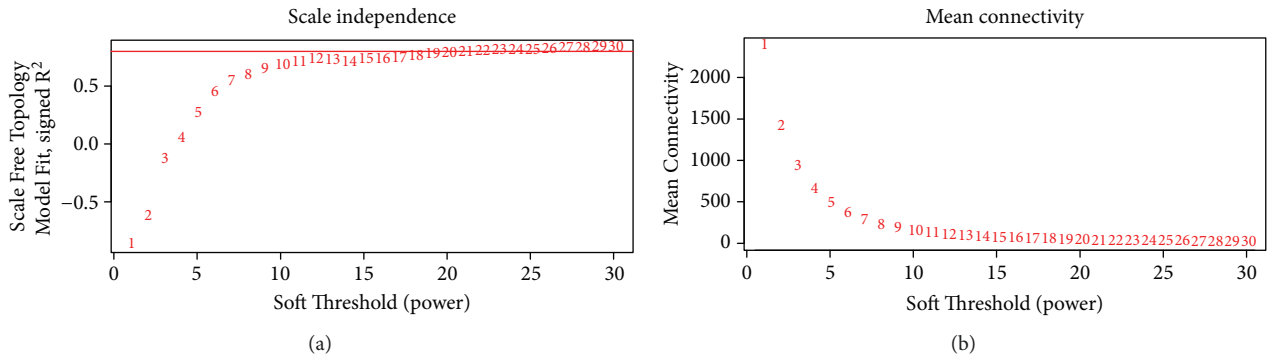 Scale independence
Scale Free Topology
Model Fit, signed R²
0.5
0.0
−0.5
1
2
3
4
5
6
7
8
9
10 11 12 13 14 15 16 17 18 19 20 21 22 23 24 25 26 27 28 29 30
0 5 10 15 20 25 30
Soft Threshold (power)
(a)
Mean connectivity
Mean Connectivity
2000
1500
1000
500
0
1
2
3
4
5
6
7
8
9
10 11 12 13 14 15 16 17 18 19 20 21 22 23 24 25 26 27 28 29 30
0 5 10 15 20 25 30
Soft Threshold (power)
(b)